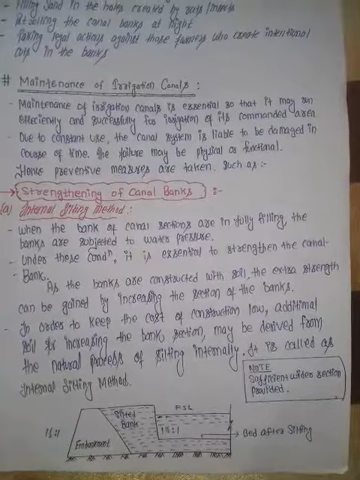 - Filling Sand in the holes created by rats/insects
- Patrolling the canal banks at night
- Taking legal actions against those farmers who create intentional
cuts in the banks
# Maintenance of Irrigation Canals :
- Maintenance of irrigation canals is essential so that it may run
efficiently and successfully for irrigation of its commanded area
- Due to constant use, the canal system is liable to be damaged in
course of time. The failure may be physical or functional.
Hence preventive measures are taken. such as :-
→ Strengthening of Canal Banks :-
(a) Internal Silting Method :
- When the bank of canal sections are in fully filling, the
banks are subjected to water pressure.
- Under these condn, it is essential to strengthen the canal-
Bank.
As the banks are constructed with soil, the extra strength
can be gained by increasing the section of the banks.
- In order to keep the cost of construction low, additional
soil for increasing the bank section, may be derived from
the natural process of silting internally. It is called as
Internal Silting Method.
NOTE
Sufficient wider section
provided.
Silted
Bank
F S L
1½:1
Embankment
Bed after Silting